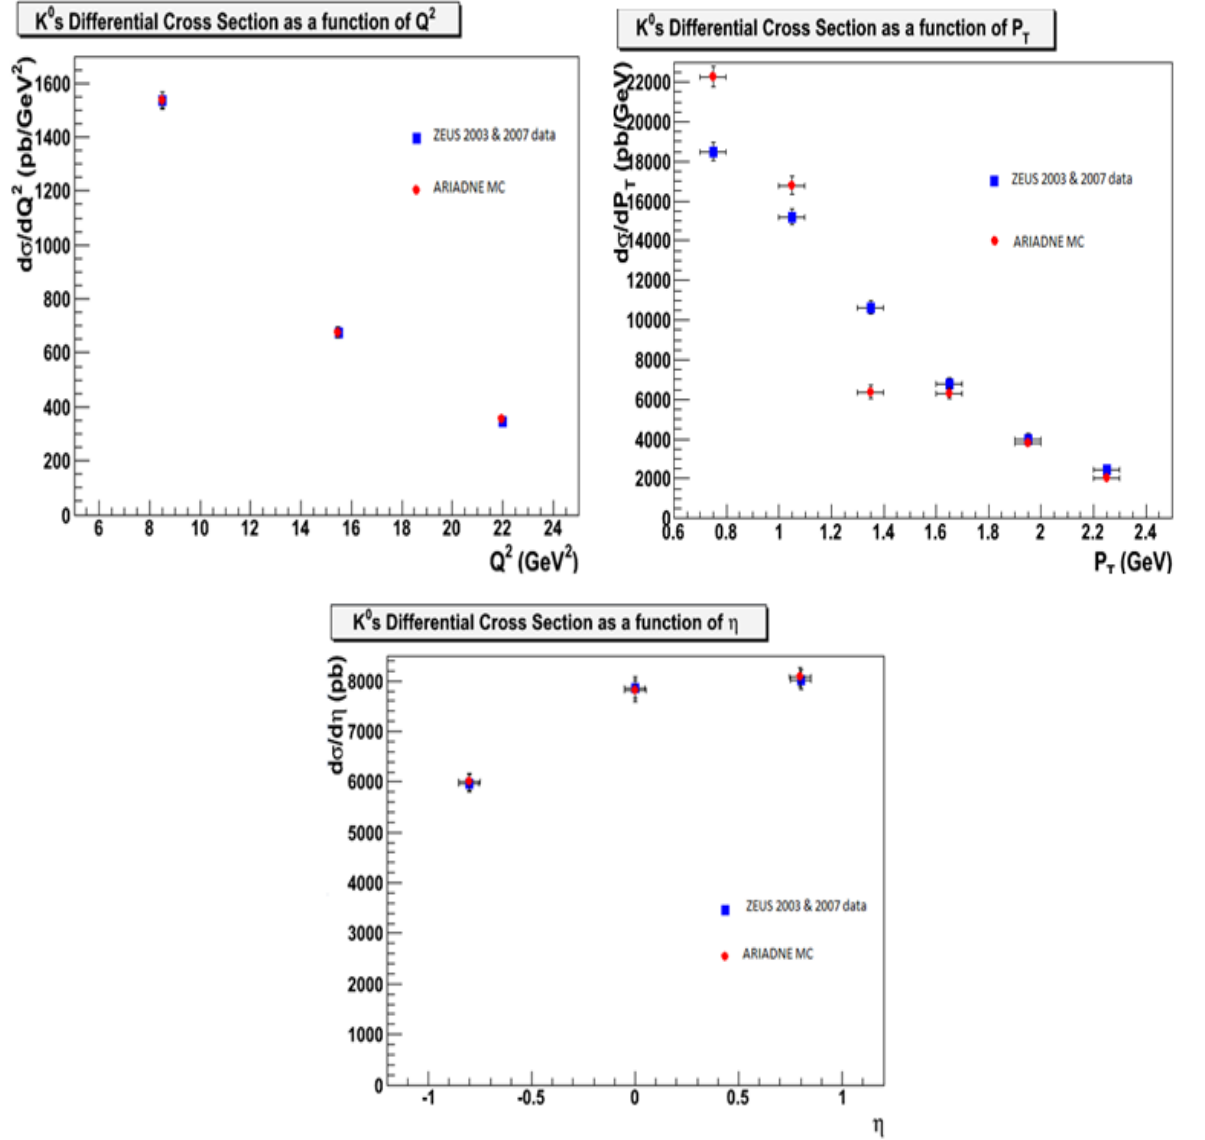 K⁰s Differential Cross Section as a function of Q²
dσ/dQ² (pb/GeV²)
1600
1400
1200
1000
800
600
400
200
0
ZEUS 2003 & 2007 data
ARIADNE MC
6 8 10 12 14 16 18 20 22 24
Q² (GeV²)
K⁰s Differential Cross Section as a function of P_T
dσ/dP_T (pb/GeV)
22000
20000
18000
16000
14000
12000
10000
8000
6000
4000
2000
0
ZEUS 2003 & 2007 data
ARIADNE MC
0.6 0.8 1 1.2 1.4 1.6 1.8 2 2.2 2.4
P_T (GeV)
K⁰s Differential Cross Section as a function of η
dσ/dη (pb)
8000
7000
6000
5000
4000
3000
2000
1000
0
ZEUS 2003 & 2007 data
ARIADNE MC
-1 -0.5 0 0.5 1
η